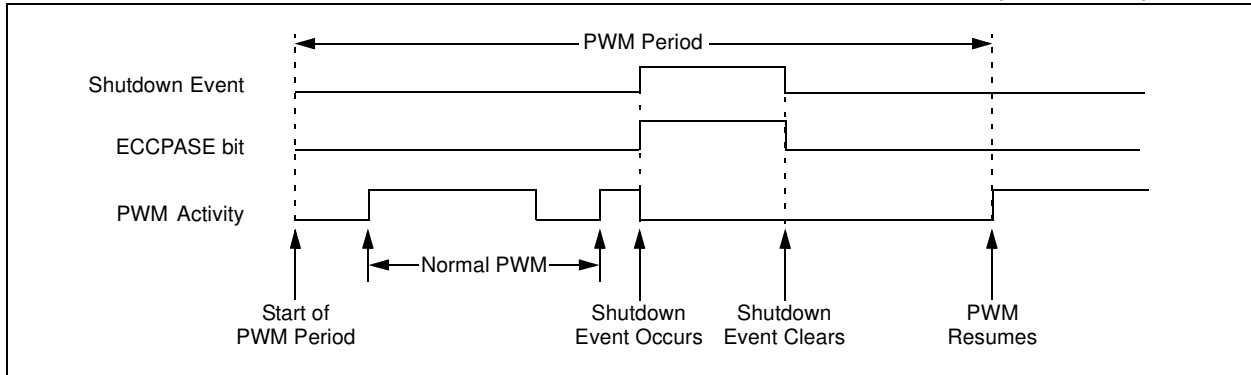 PWM Period
Shutdown Event
ECCPASE bit
PWM Activity
Normal PWM
Start of
PWM Period
Shutdown
Event Occurs
Shutdown
Event Clears
PWM
Resumes